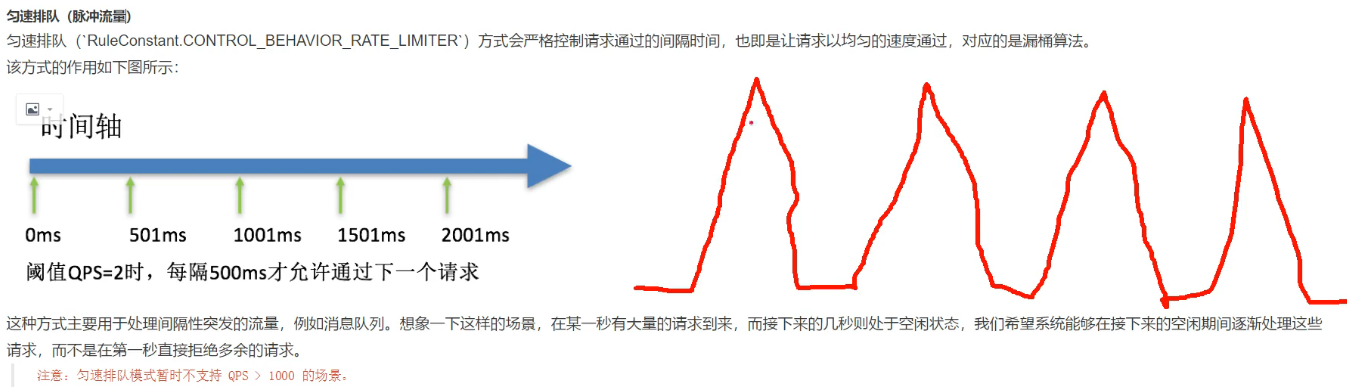 匀速排队（脉冲流量）
匀速排队（`RuleConstant.CONTROL_BEHAVIOR_RATE_LIMITER`）方式会严格控制请求通过的间隔时间，也即是让请求以均匀的速度通过，对应的是漏桶算法。
该方式的作用如下图所示：
时间轴
0ms 501ms 1001ms 1501ms 2001ms
阈值QPS=2时，每隔500ms才允许通过下一个请求
这种方式主要用于处理间隔性突发的流量，例如消息队列。想象一下这样的场景，在某一秒有大量的请求到来，而接下来的几秒则处于空闲状态，我们希望系统能够在接下来的空闲期间逐渐处理这些
请求，而不是在第一秒直接拒绝多余的请求。
注意：匀速排队模式暂时不支持 QPS > 1000 的场景。